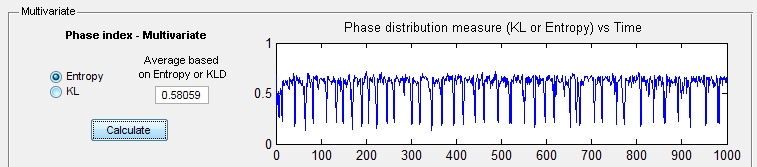 Multivariate
Phase index - Multivariate
Entropy
KL
Average based
on Entropy or KLD
0.58059
Calculate
Phase distribution measure (KL or Entropy) vs Time
1
0.5
0
0 100 200 300 400 500 600 700 800 900 1000